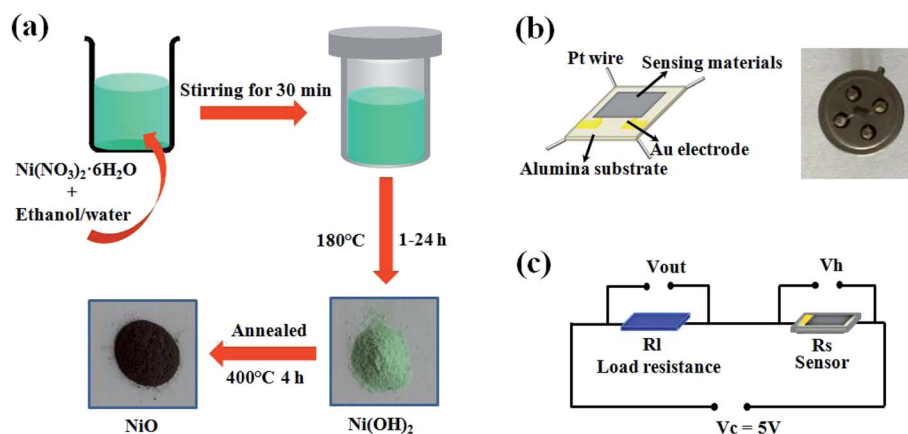 (a)
Stirring for 30 min
Ni(NO₃)₂·6H₂O
+
Ethanol/water
180°C
1-24 h
Annealed
400°C 4 h
NiO
Ni(OH)₂
(b)
Pt wire
Sensing materials
Au electrode
Alumina substrate
(c)
Vout
Vh
Rl
Load resistance
Rs
Sensor
Vc = 5V